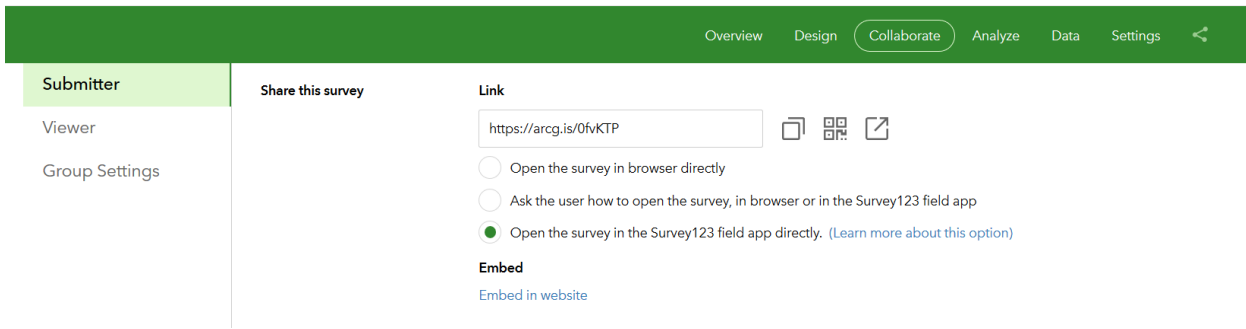 Overview Design Collaborate Analyze Data Settings
Submitter
Viewer
Group Settings
Share this survey
Link
https://arcg.is/0fvKTP
Open the survey in browser directly
Ask the user how to open the survey, in browser or in the Survey123 field app
Open the survey in the Survey123 field app directly. (Learn more about this option)
Embed
Embed in website